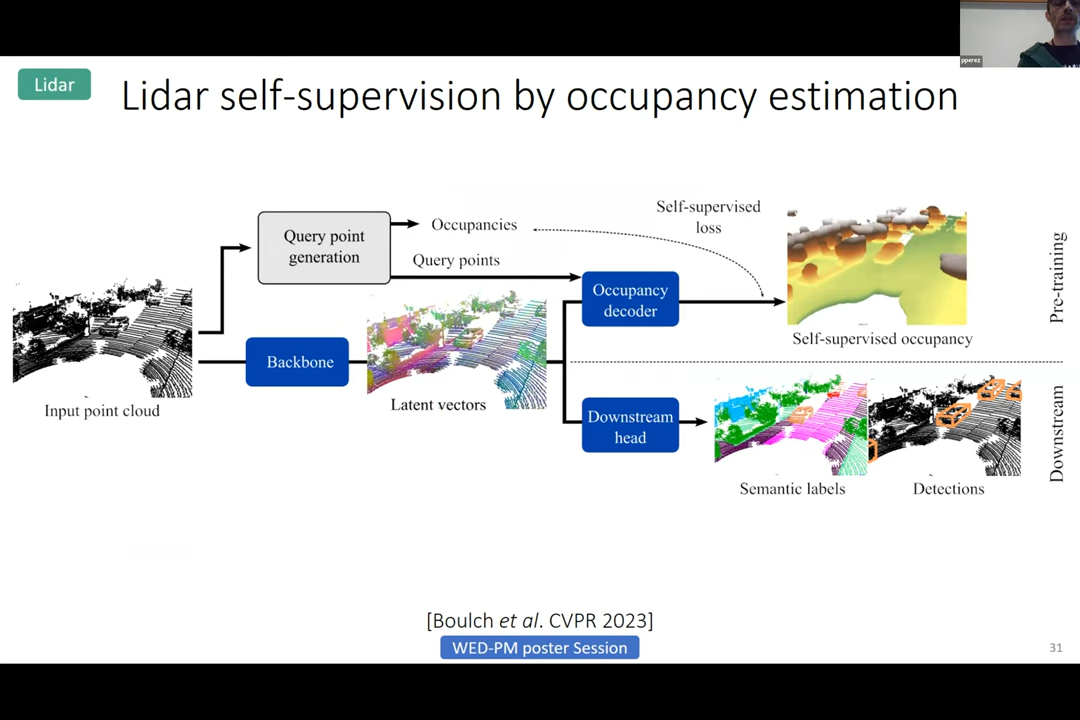 pperez
Lidar
Lidar self-supervision by occupancy estimation
Query point
generation
Occupancies
Query points
Self-supervised
loss
Occupancy
decoder
Self-supervised occupancy
Pre-training
Input point cloud
Backbone
Latent vectors
Downstream
head
Semantic labels
Detections
Downstream
[Boulch et al. CVPR 2023]
WED-PM poster Session
31